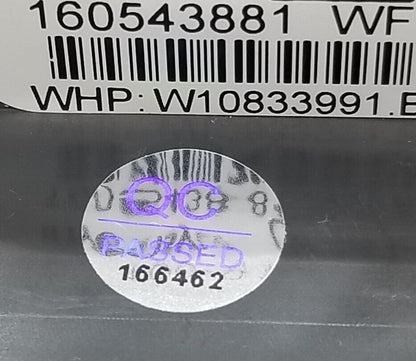 160543881 WF
WHP: W10833991.E
QC
PASSED
166462